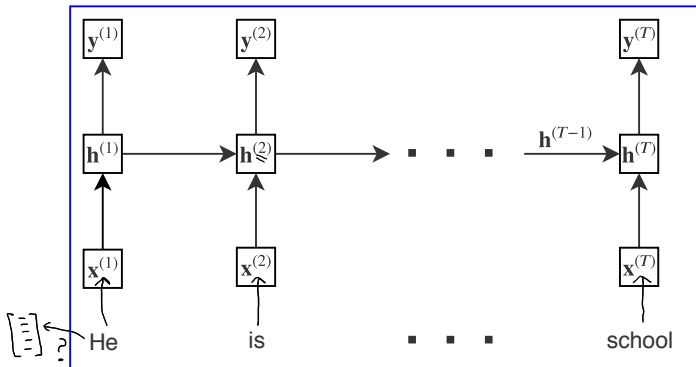 y(1) y(2) y(T)
h(T−1)
h(1) h(2) ▪ ▪ ▪ h(T)
x(1) x(2) x(T)
? He is ▪ ▪ ▪ school